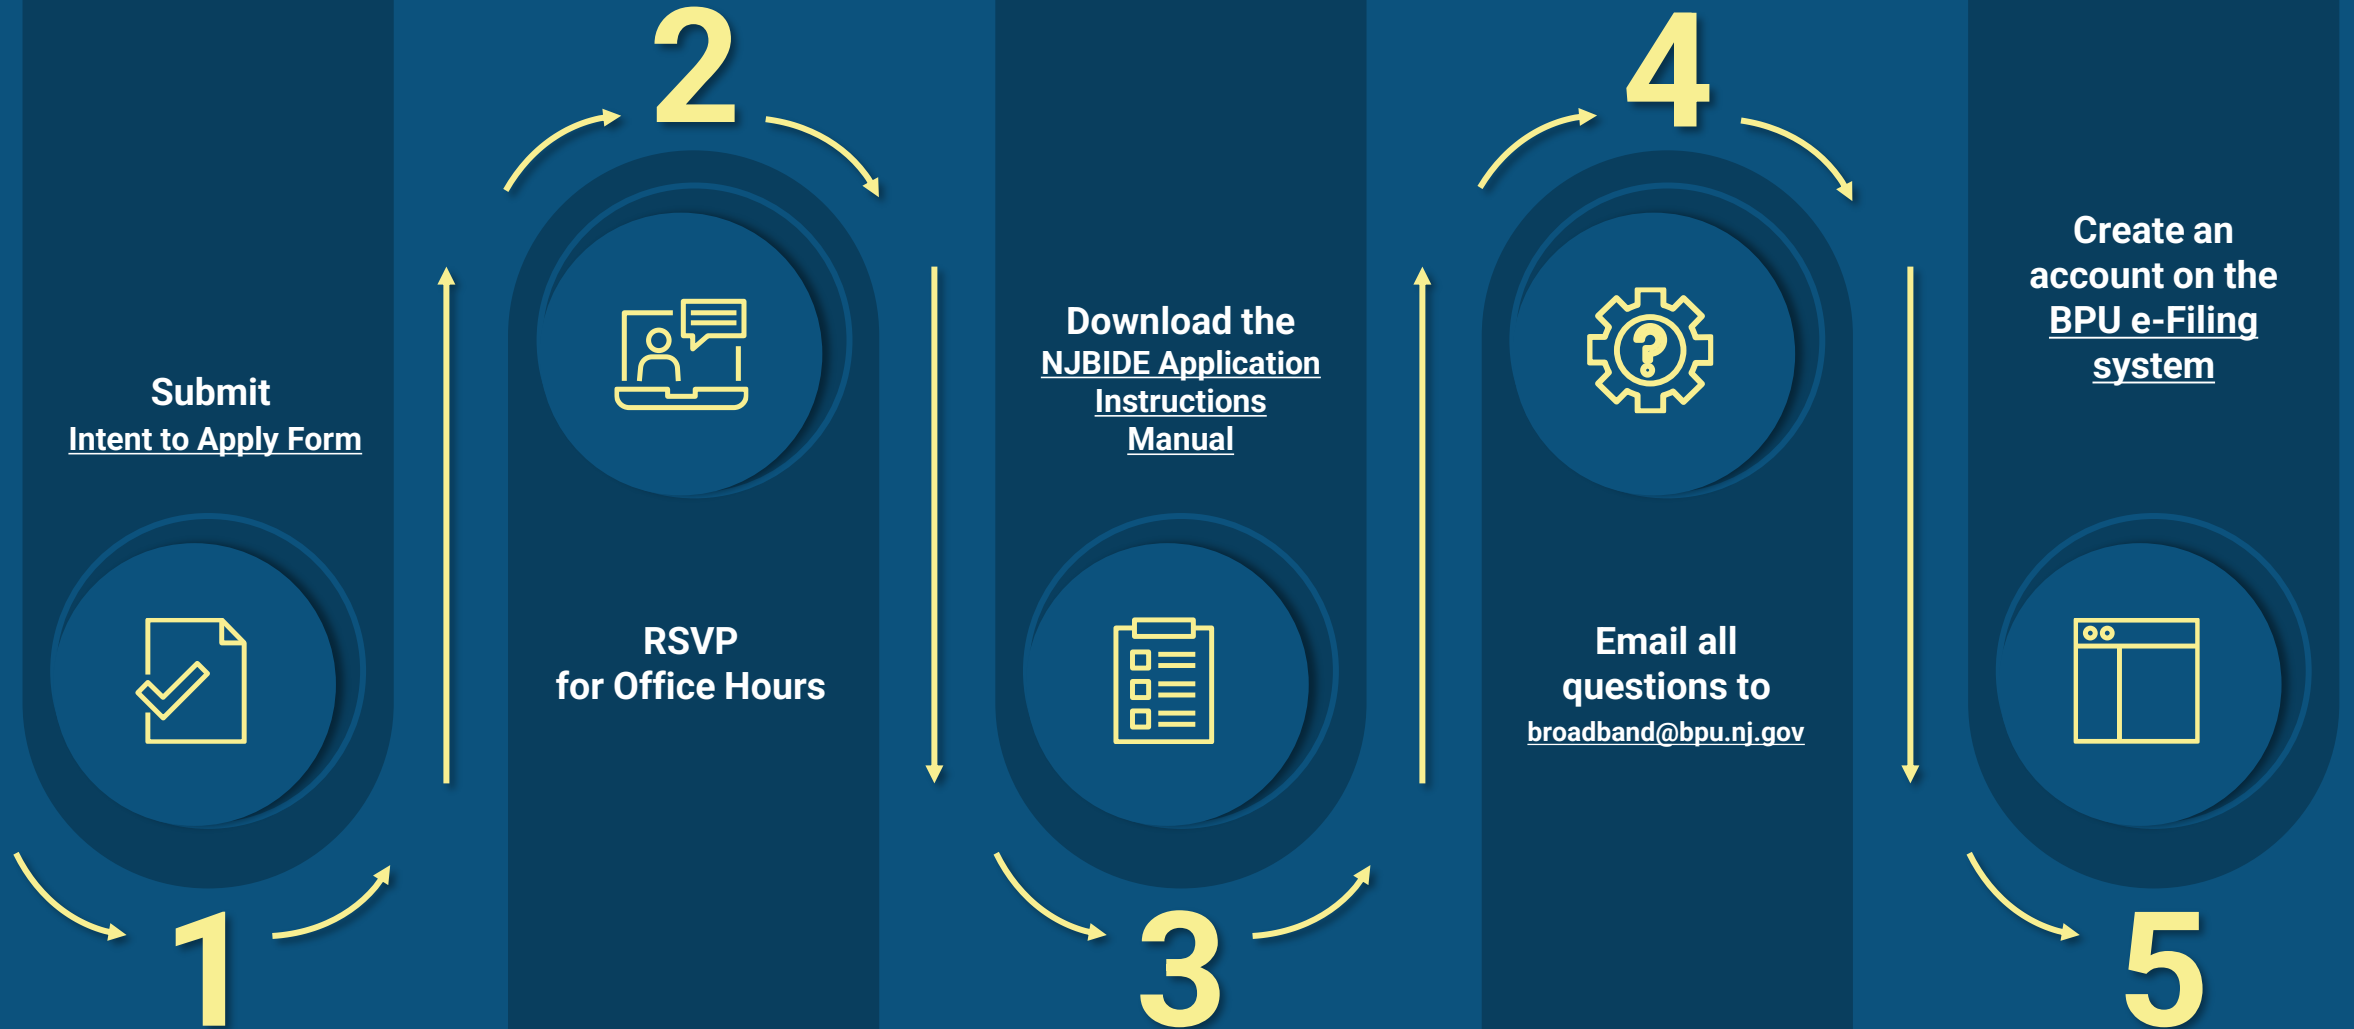 1
Submit
Intent to Apply Form
2
RSVP
for Office Hours
3
Download the
NJBIDE Application
Instructions
Manual
4
Email all
questions to
broadband@bpu.nj.gov
5
Create an
account on the
BPU e-Filing
system